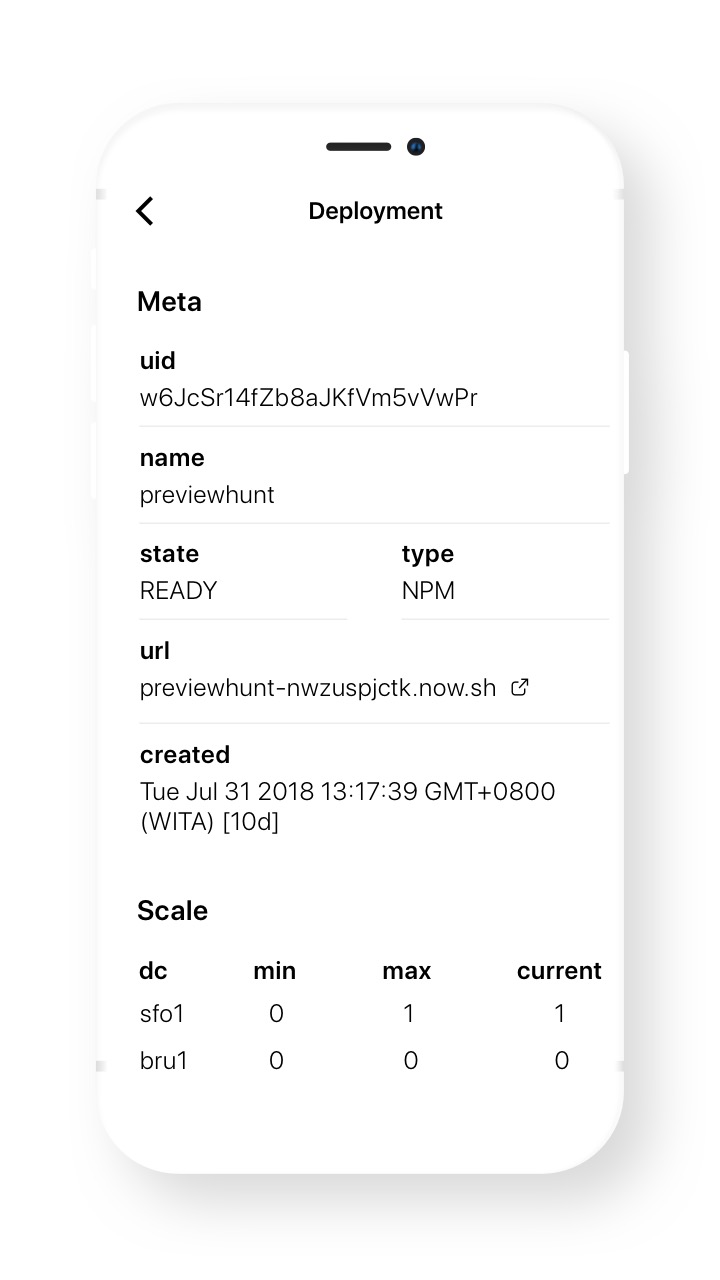 Deployment
Meta
uid
w6JcSr14fZb8aJKfVm5vVwPr
name
previewhunt
state type
READY NPM
url
previewhunt-nwzuspjctk.now.sh
created
Tue Jul 31 2018 13:17:39 GMT+0800
(WITA) [10d]
Scale
dc min max current
sfo1 0 1 1
bru1 0 0 0